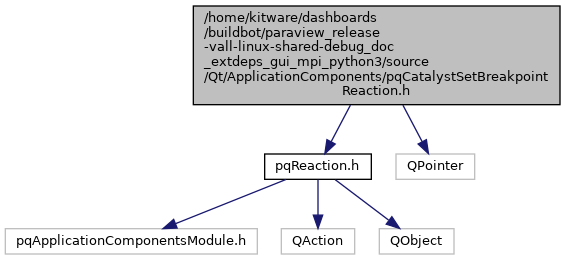 /home/kitware/dashboards
/buildbot/paraview_release
-vall-linux-shared-debug_doc
_extdeps_gui_mpi_python3/source
/Qt/ApplicationComponents/pqCatalystSetBreakpoint
Reaction.h
pqReaction.h
QPointer
pqApplicationComponentsModule.h
QAction
QObject